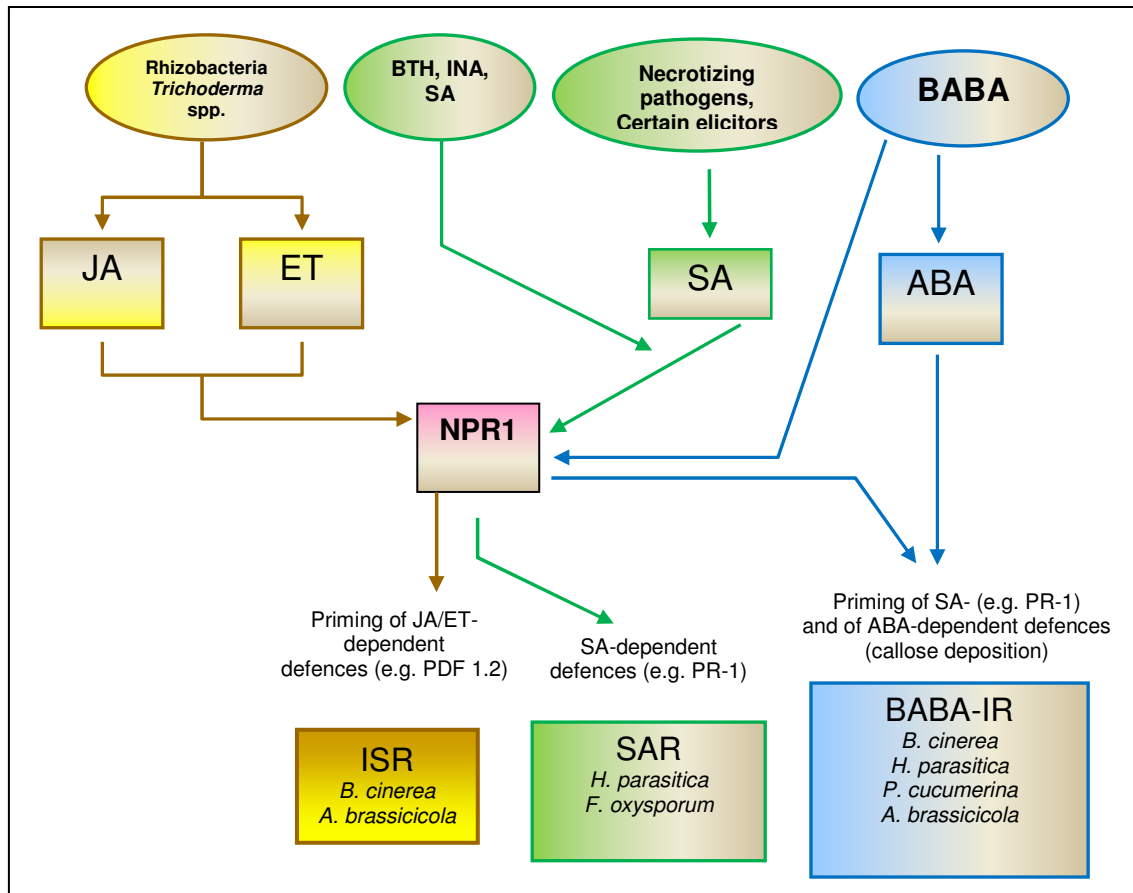 Rhizobacteria
Trichoderma
spp.
BTH, INA,
SA
Necrotizing
pathogens,
Certain elicitors
BABA
JA
ET
SA
ABA
NPR1
Priming of JA/ET-
dependent
defences (e.g. PDF 1.2)
SA-dependent
defences (e.g. PR-1)
Priming of SA- (e.g. PR-1)
and of ABA-dependent defences
(callose deposition)
ISR
B. cinerea
A. brassicicola
SAR
H. parasitica
F. oxysporum
BABA-IR
B. cinerea
H. parasitica
P. cucumerina
A. brassicicola